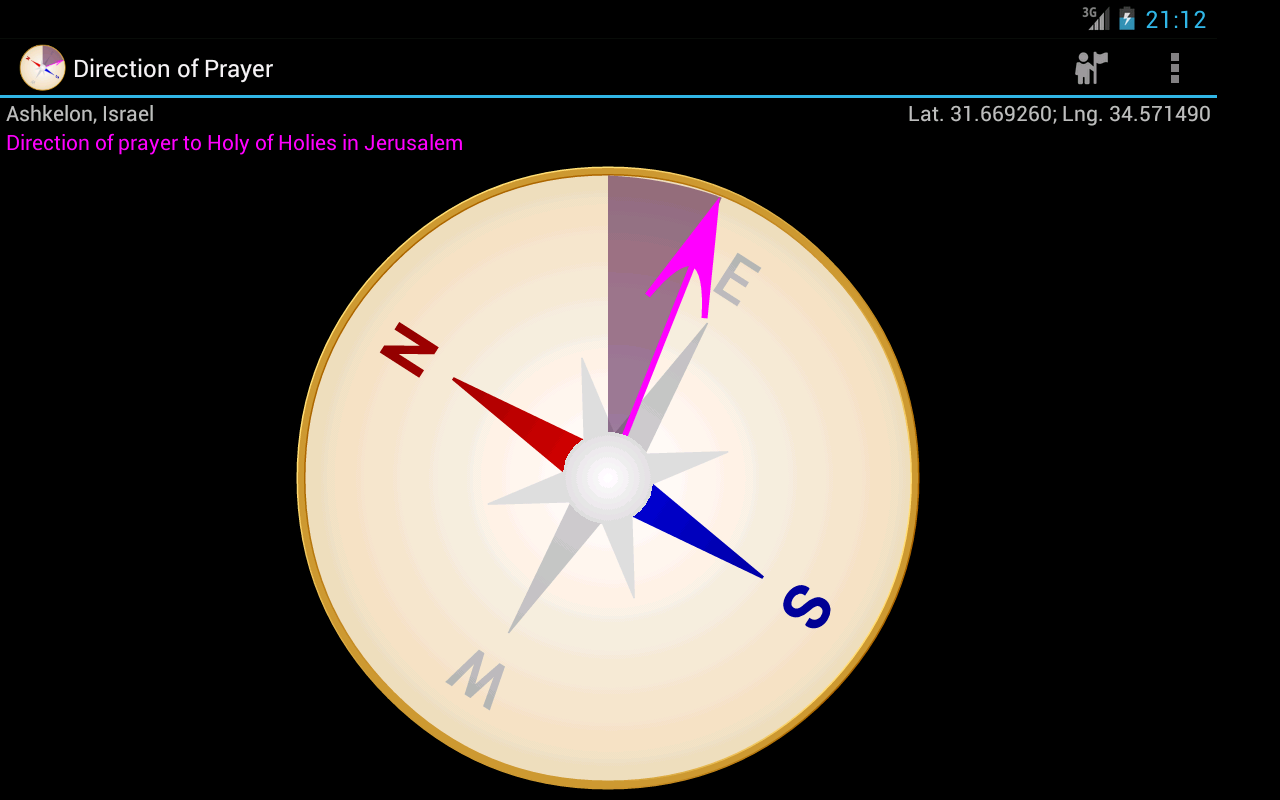 3G 21:12
Direction of Prayer
Ashkelon, Israel Lat. 31.669260; Lng. 34.571490
Direction of prayer to Holy of Holies in Jerusalem
E
N
S
W